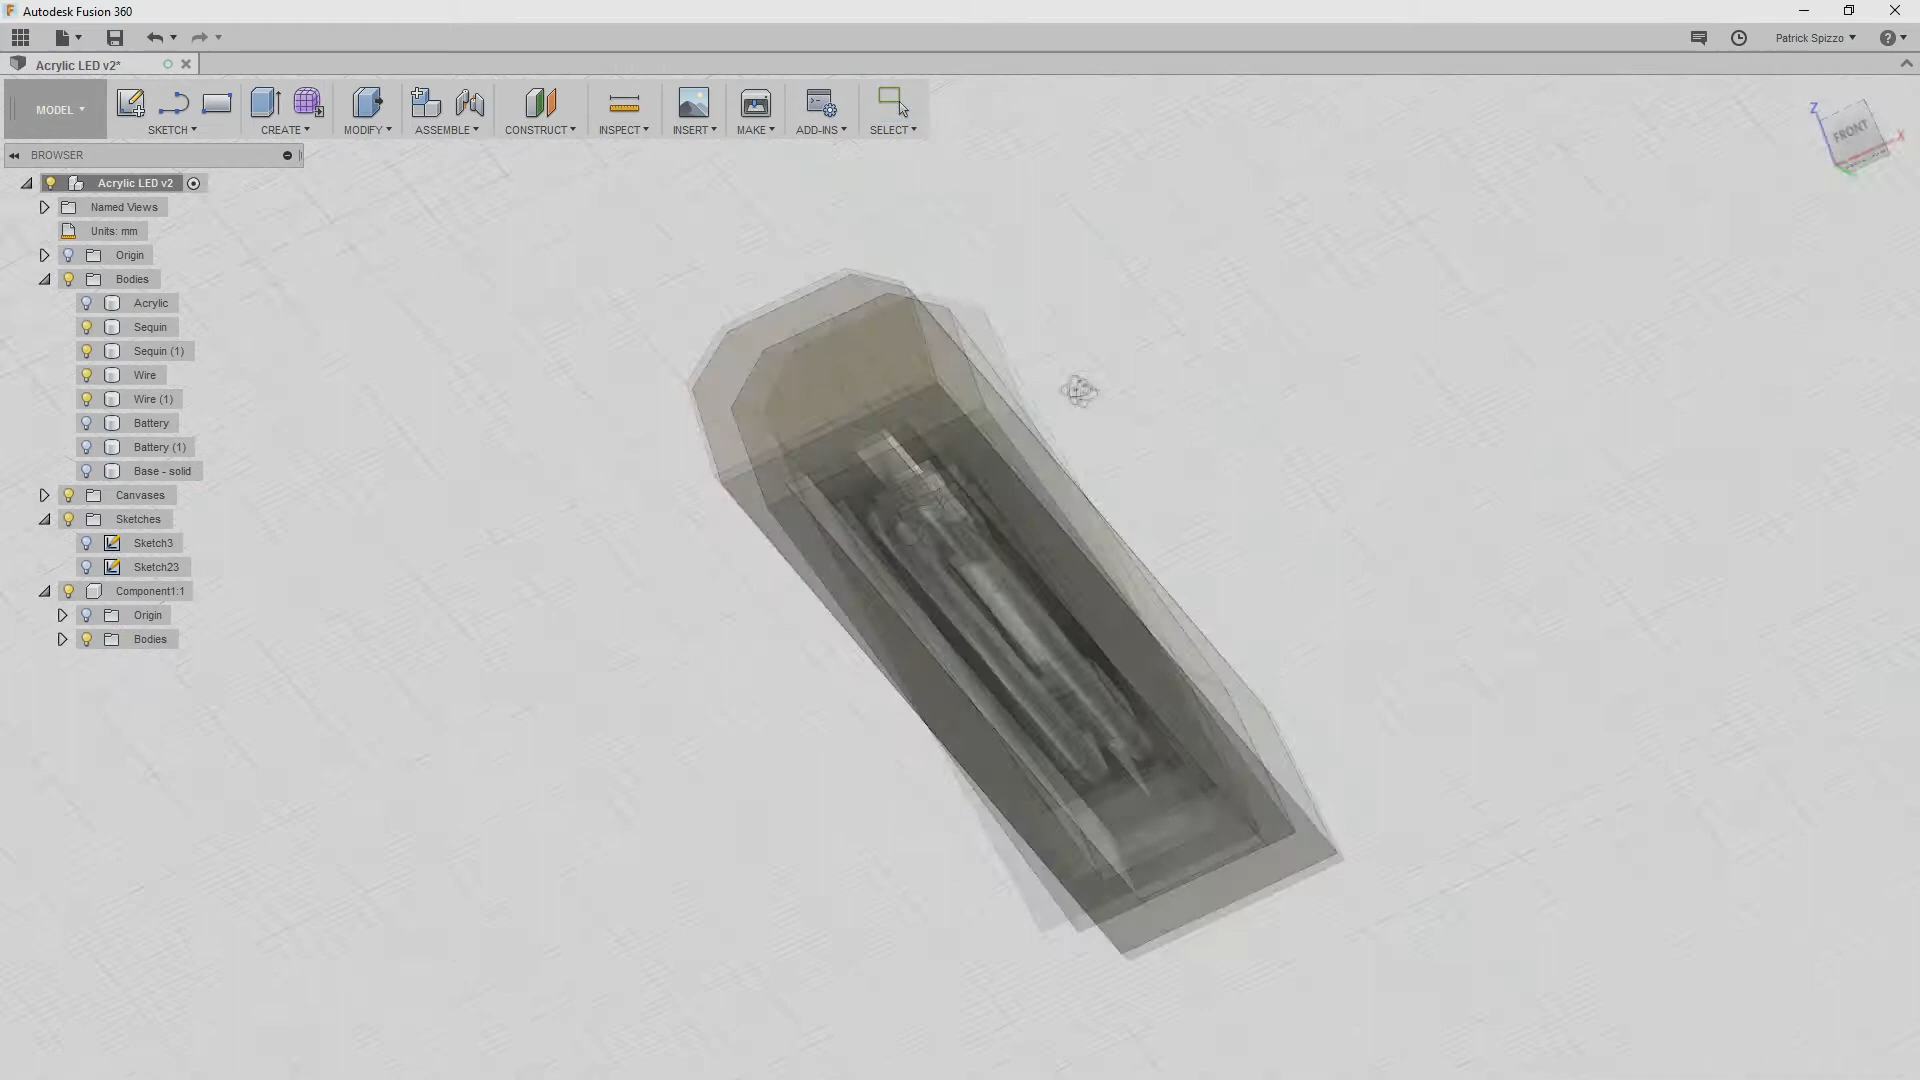 Autodesk Fusion 360
Patrick Spizzo
Acrylic LED v2*
MODEL
SKETCH
CREATE
MODIFY
ASSEMBLE
CONSTRUCT
INSPECT
INSERT
MAKE
ADD-INS
SELECT
Z
FRONT
X
BROWSER
Acrylic LED v2
Named Views
Units: mm
Origin
Bodies
Acrylic
Sequin
Sequin (1)
Wire
Wire (1)
Battery
Battery (1)
Base - solid
Canvases
Sketches
Sketch3
Sketch23
Component1:1
Origin
Bodies